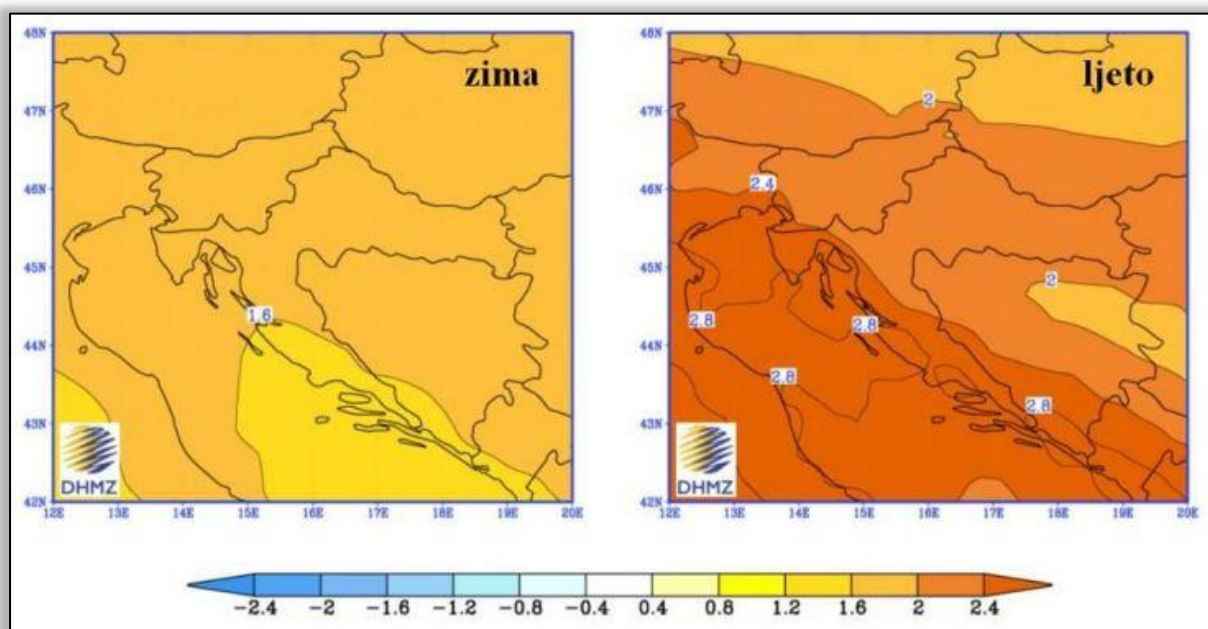 zima
ljeto
48N
47N
46N
45N
44N
43N
42N
12E 13E 14E 15E 16E 17E 18E 19E 20E
1.6
DHMZ
48N
47N
46N
45N
44N
43N
42N
12E 13E 14E 15E 16E 17E 18E 19E 20E
2
2.4
2
2.8
2.8
2.8
2.8
DHMZ
-2.4 -2 -1.6 -1.2 -0.8 -0.4 0.4 0.8 1.2 1.6 2 2.4